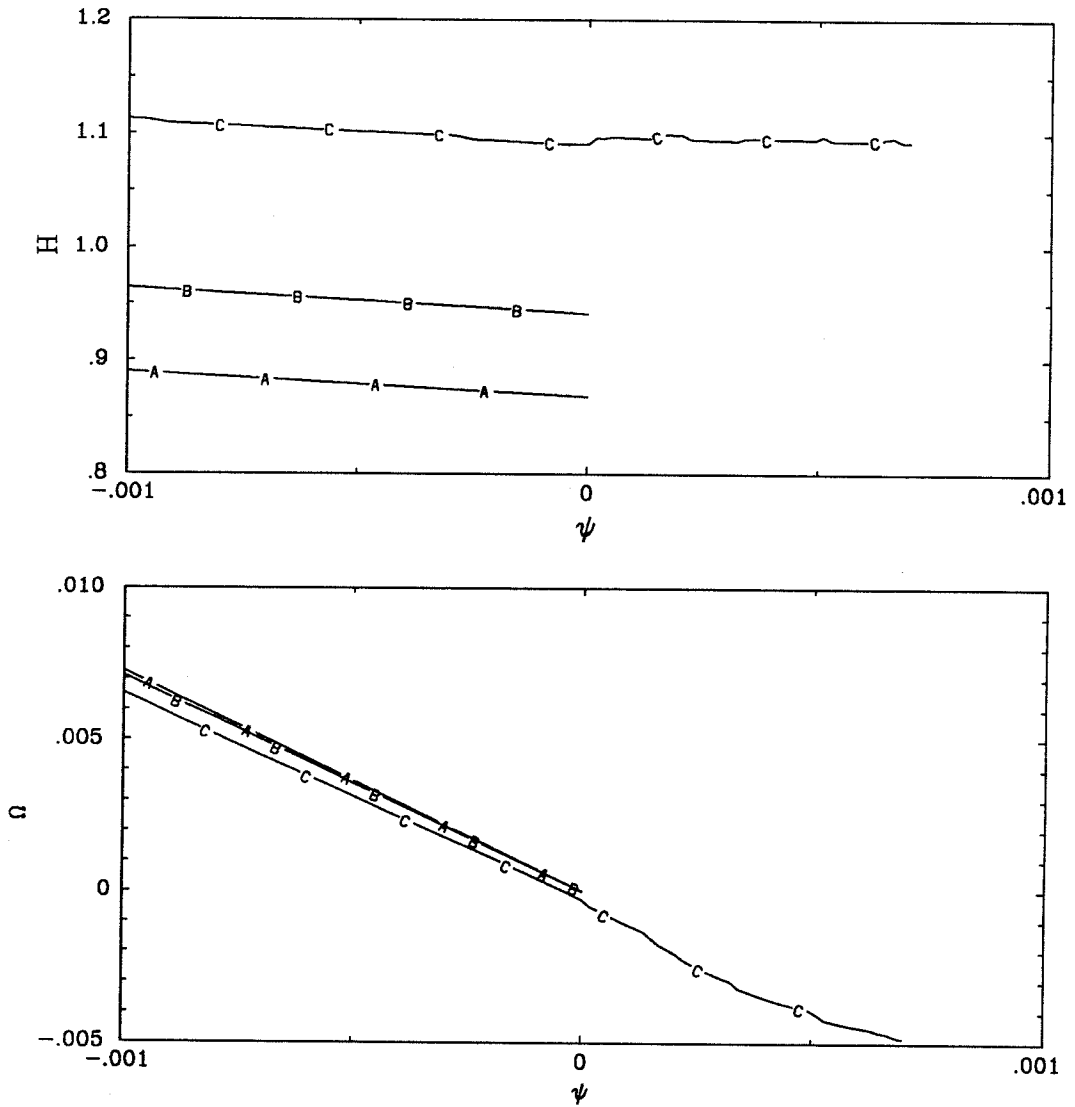 1.2
1.1
1.0
.9
.8
H
C C C C C C C
B B B B
A A A A
-.001 0 .001
ψ
.010
.005
0
-.005
Ω
A B A B A B A B A B
C C C C C C C
-.001 0 .001
ψ